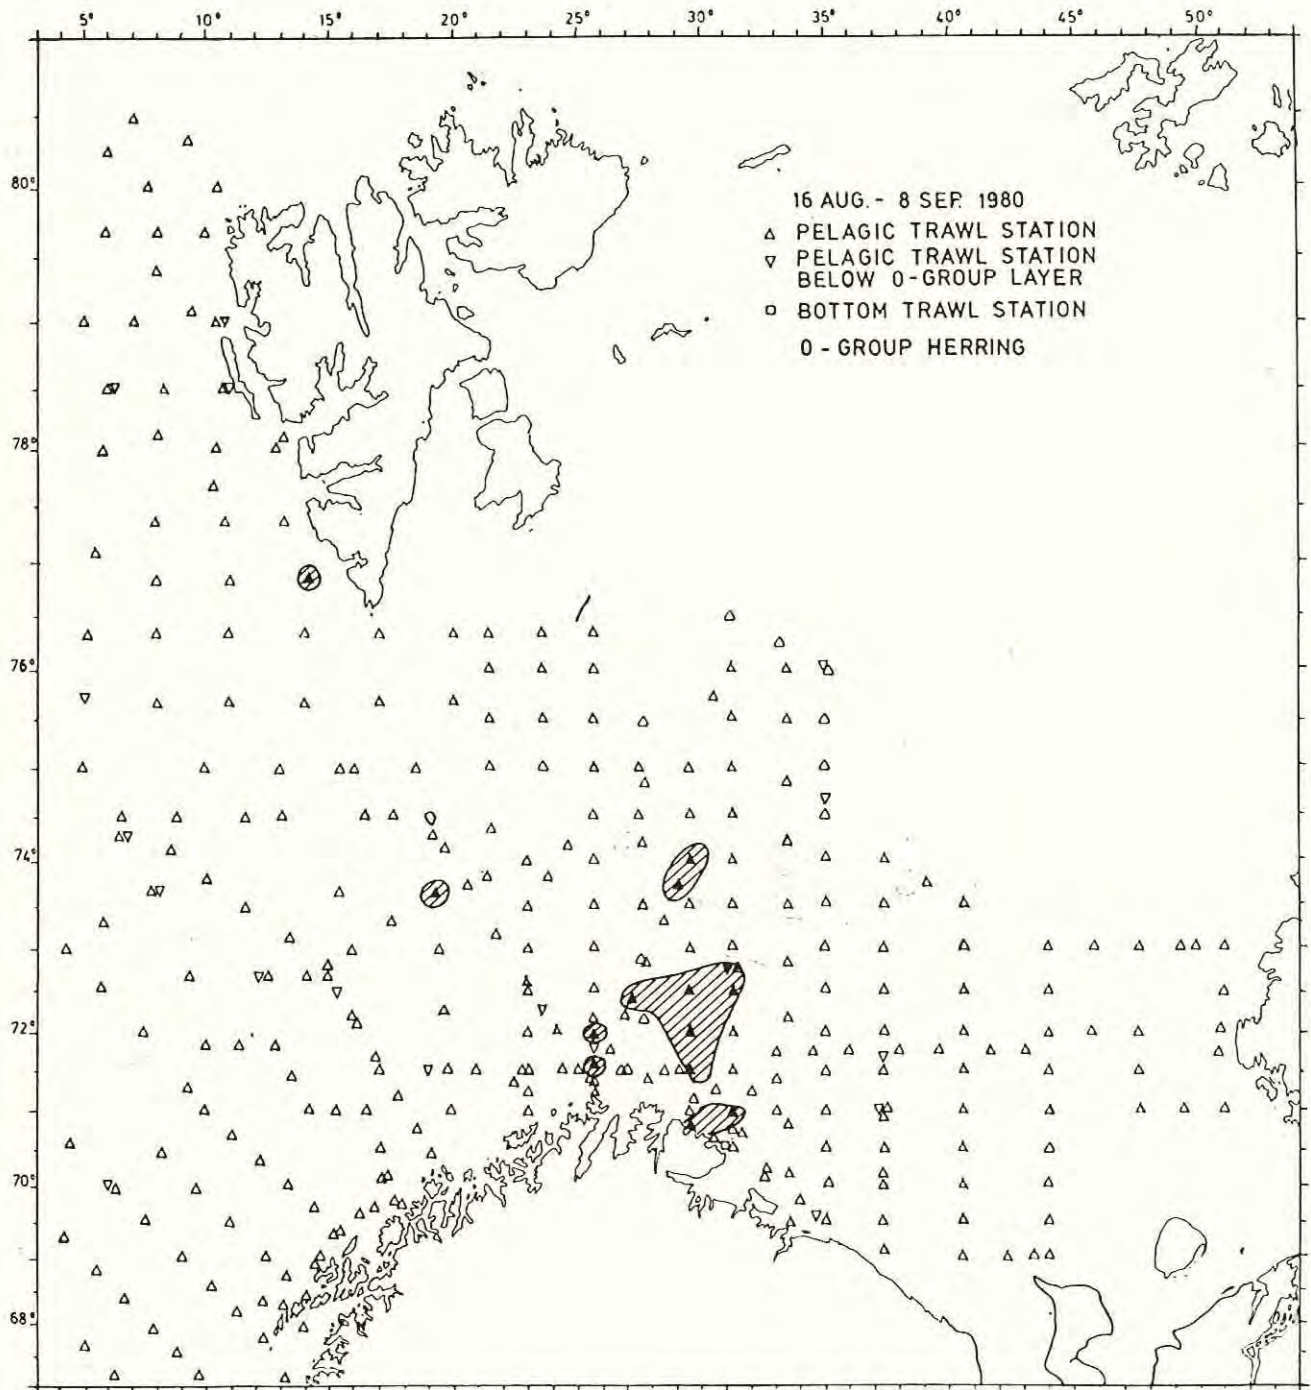 5° 10° 15° 20° 25° 30° 35° 40° 45° 50°
80°
16 AUG. - 8 SEP. 1980
PELAGIC TRAWL STATION
PELAGIC TRAWL STATION
BELOW 0-GROUP LAYER
BOTTOM TRAWL STATION
0 - GROUP HERRING
78°
76°
74°
72°
70°
68°